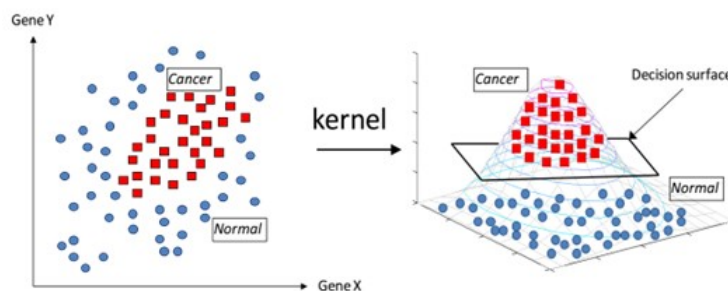 Gene Y
Cancer
Normal
Gene X
kernel
Cancer
Decision surface
Normal